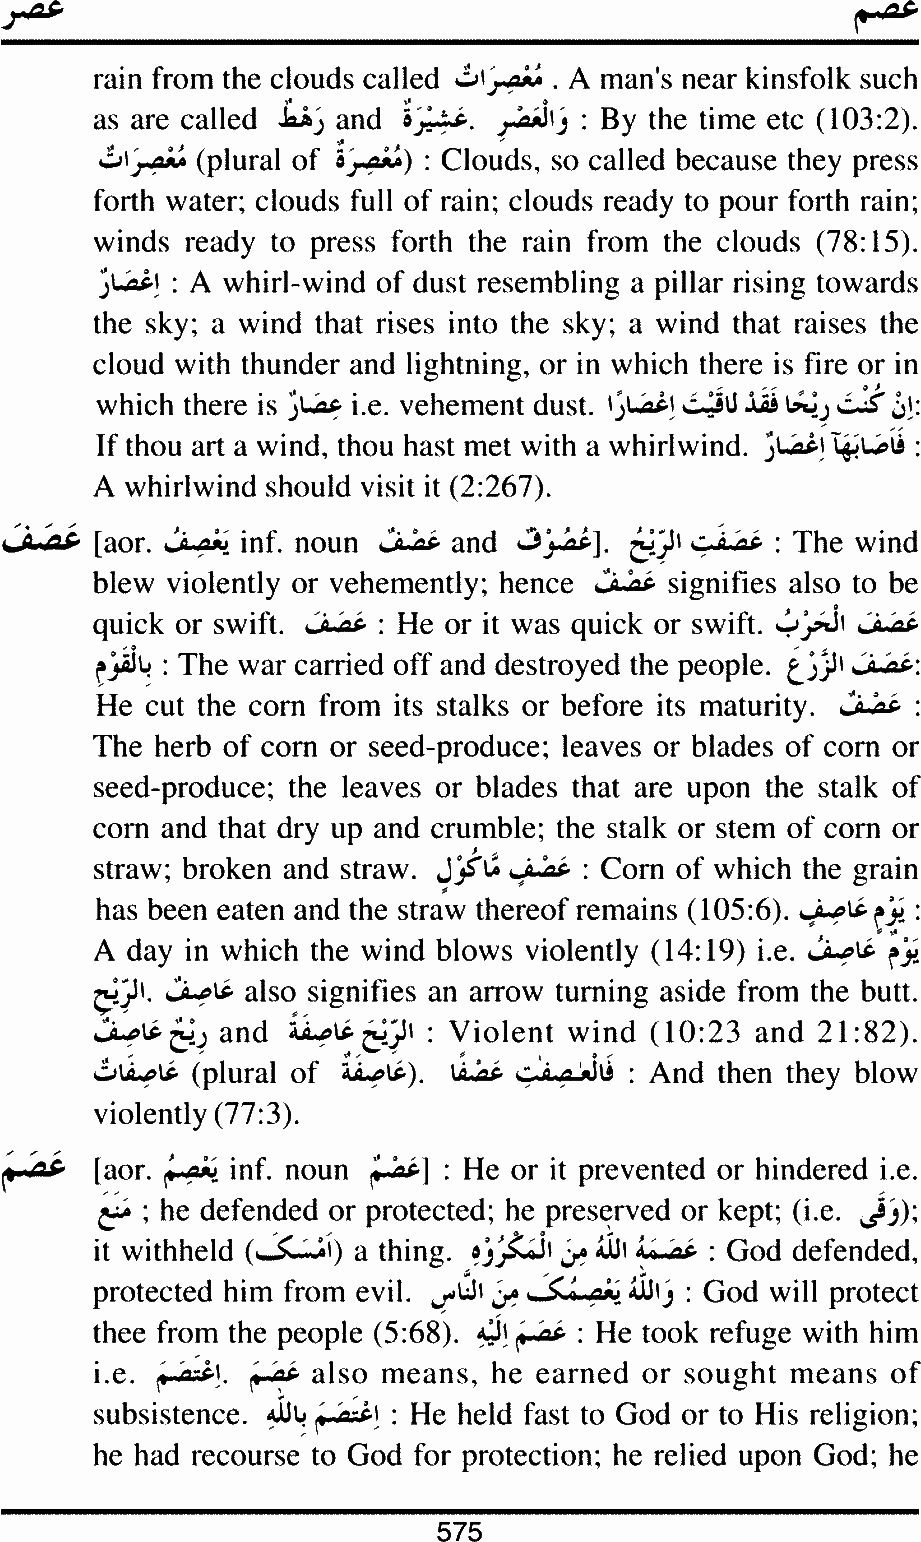 عصر عصم
rain from the clouds called مُعْصِرَاتٌ . A man's near kinsfolk such
as are called رَهْطٌ and عَشِيْرَةٌ. وَالْعَصْرِ : By the time etc (103:2).
مُعْصِرَاتٌ (plural of مُعْصِرَةٌ) : Clouds, so called because they press
forth water; clouds full of rain; clouds ready to pour forth rain;
winds ready to press forth the rain from the clouds (78:15).
اِعْصَارٌ : A whirl-wind of dust resembling a pillar rising towards
the sky; a wind that rises into the sky; a wind that raises the
cloud with thunder and lightning, or in which there is fire or in
which there is عِصَارٌ i.e. vehement dust. اِنْ كُنْتَ رِيْحًا فَقَدْ لَاقَيْتَ اِعْصَارًا:
If thou art a wind, thou hast met with a whirlwind. فَاَصَابَهَآ اِعْصَارٌ :
A whirlwind should visit it (2:267).
عَصَفَ [aor. يَعْصِفُ inf. noun عَصْفٌ and عُصُوْفٌ]. عَصَفَتِ الرِّيْحُ : The wind
blew violently or vehemently; hence عَصْفٌ signifies also to be
quick or swift. عَصَفَ : He or it was quick or swift. عَصَفَ الْحَرْبُ
بِالْقَوْمِ : The war carried off and destroyed the people. عَصَفَ الزَّرْعَ:
He cut the corn from its stalks or before its maturity. عَصْفٌ :
The herb of corn or seed-produce; leaves or blades of corn or
seed-produce; the leaves or blades that are upon the stalk of
corn and that dry up and crumble; the stalk or stem of corn or
straw; broken and straw. عَصْفٍ مَّاْكُوْلٍ : Corn of which the grain
has been eaten and the straw thereof remains (105:6). يَوْمٍ عَاصِفٍ :
A day in which the wind blows violently (14:19) i.e. يَوْمٌ عَاصِفُ
الرِّيْحِ. عَاصِفٌ also signifies an arrow turning aside from the butt.
رِيْحٌ عَاصِفٌ and الرِّيْحَ عَاصِفَةً : Violent wind (10:23 and 21:82).
عَاصِفَاتٌ (plural of عَاصِفَةٌ). فَالْعٰصِفٰتِ عَصْفًا : And then they blow
violently (77:3).
عَصَمَ [aor. يَعْصِمُ inf. noun عَصْمٌ] : He or it prevented or hindered i.e.
مَنَعَ ; he defended or protected; he preserved or kept; (i.e. وَقٰى);
it withheld (اَمْسَکَ) a thing. عَصَمَهُ اللّٰهُ مِنَ الْمَكْرُوْهِ : God defended,
protected him from evil. وَاللّٰهُ يَعْصِمُکَ مِنَ النَّاسِ : God will protect
thee from the people (5:68). عَصَمَ اِلَيْهِ : He took refuge with him
i.e. اِعْتَصَمَ. عَصَمَ also means, he earned or sought means of
subsistence. اِعْتَصَمَ بِاللّٰهِ : He held fast to God or to His religion;
he had recourse to God for protection; he relied upon God; he
575